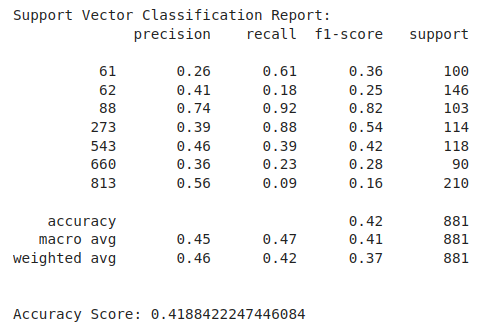 Support Vector Classification Report:
precision recall f1-score support
61 0.26 0.61 0.36 100
62 0.41 0.18 0.25 146
88 0.74 0.92 0.82 103
273 0.39 0.88 0.54 114
543 0.46 0.39 0.42 118
660 0.36 0.23 0.28 90
813 0.56 0.09 0.16 210
accuracy 0.42 881
macro avg 0.45 0.47 0.41 881
weighted avg 0.46 0.42 0.37 881
Accuracy Score: 0.4188422247446084